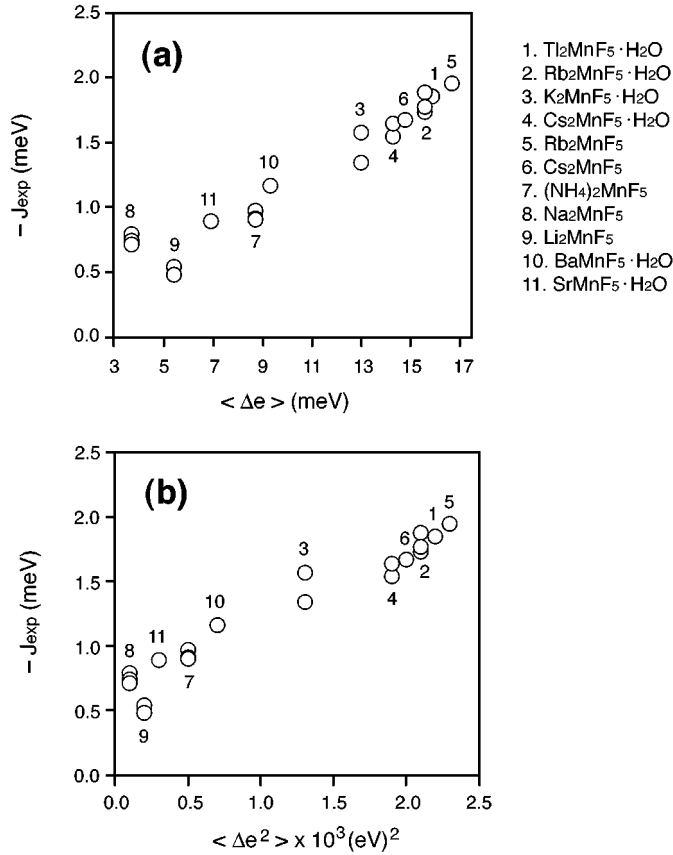 (a)
− Jexp (meV)
2.5
2.0
1.5
1.0
0.5
0.0
8
9
11
7
10
3
4
6
2
1
5
3 5 7 9 11 13 15 17
< Δe > (meV)
1. Tl₂MnF₅·H₂O
2. Rb₂MnF₅·H₂O
3. K₂MnF₅·H₂O
4. Cs₂MnF₅·H₂O
5. Rb₂MnF₅
6. Cs₂MnF₅
7. (NH₄)₂MnF₅
8. Na₂MnF₅
9. Li₂MnF₅
10. BaMnF₅·H₂O
11. SrMnF₅·H₂O
(b)
− Jexp (meV)
2.5
2.0
1.5
1.0
0.5
0.0
8
9
11
7
10
3
4
6
2
1
5
0.0 0.5 1.0 1.5 2.0 2.5
< Δe² > x 10³ (eV)²